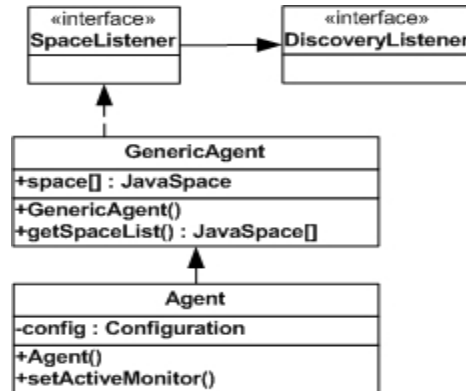 «interface»
SpaceListener
«interface»
DiscoveryListener
GenericAgent
+space[] : JavaSpace
+GenericAgent()
+getSpaceList() : JavaSpace[]
Agent
-config : Configuration
+Agent()
+setActiveMonitor()